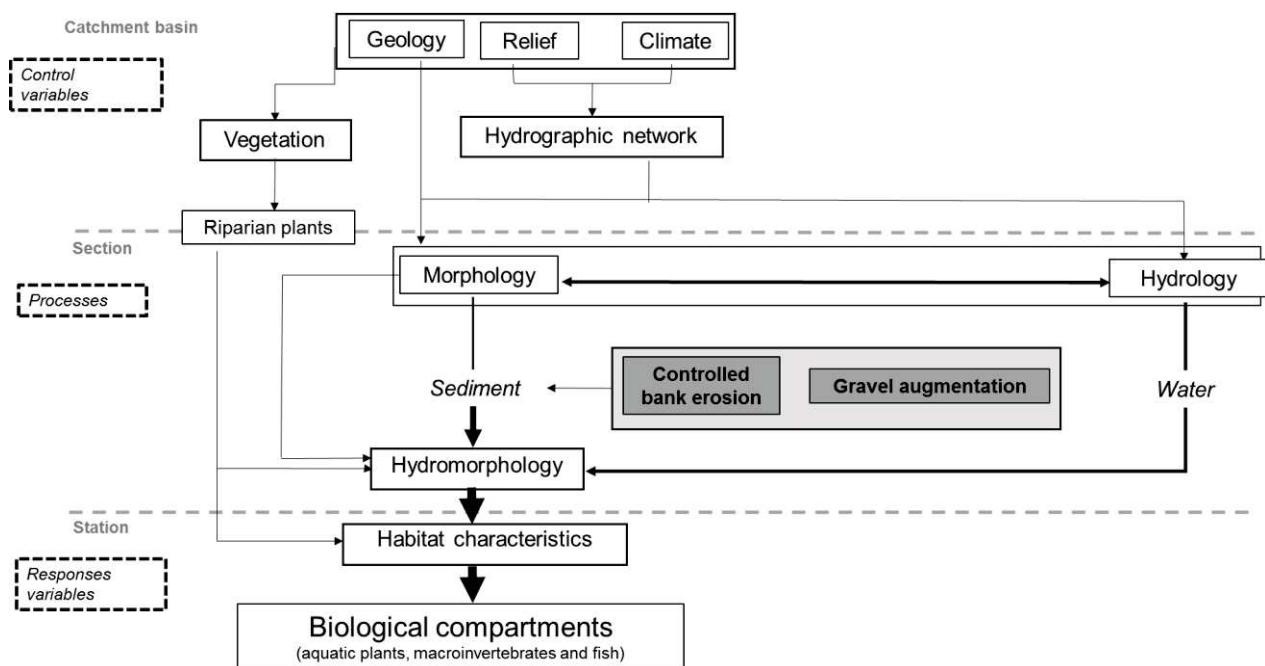 Catchment basin
Geology
Relief
Climate
Control
variables
Vegetation
Hydrographic network
Riparian plants
Section
Morphology
Hydrology
Processes
Controlled
bank erosion
Gravel augmentation
Sediment
Water
Hydromorphology
Station
Habitat characteristics
Responses
variables
Biological compartments
(aquatic plants, macroinvertebrates and fish)